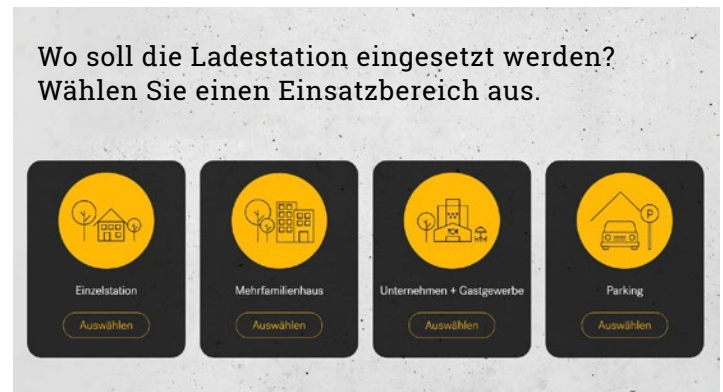 Wo soll die Ladestation eingesetzt werden?
Wählen Sie einen Einsatzbereich aus.
Einzelstation
Auswählen
Mehrfamilienhaus
Auswählen
Unternehmen + Gastgewerbe
Auswählen
P
Parking
Auswählen